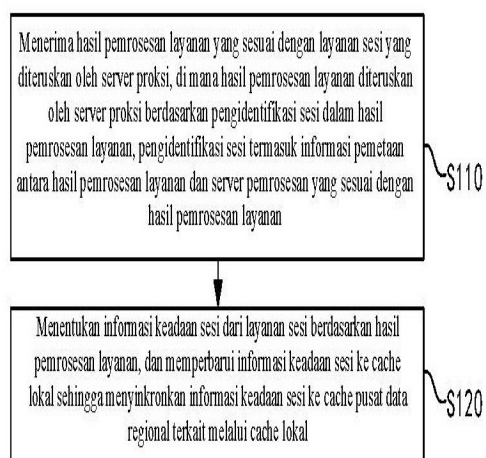 Menerima hasil pemrosesan layanan yang sesuai dengan layanan sesi yang
diteruskan oleh server proksi, di mana hasil pemrosesan layanan diteruskan
oleh server proksi berdasarkan pengidentifikasi sesi dalam hasil
pemrosesan layanan, pengidentifikasi sesi termasuk informasi pemetaan
antara hasil pemrosesan layanan dan server pemrosesan yang sesuai dengan
hasil pemrosesan layanan
S110
Menentukan informasi keadaan sesi dari layanan sesi berdasarkan hasil
pemrosesan layanan, dan memperbarui informasi keadaan sesi ke cache
lokal sehingga menyinkronkan informasi keadaan sesi ke cache pusat data
regional terkait melalui cache lokal
S120